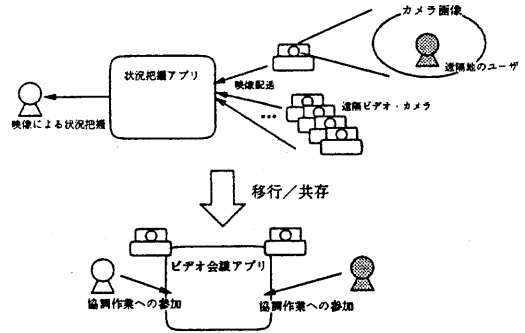 カメラ画像
遠隔地のユーザ
状況把握アプリ
映像配送
映像による状況把握
遠隔ビデオ・カメラ
...
移行／共存
ビデオ会議アプリ
協調作業への参加
協調作業への参加